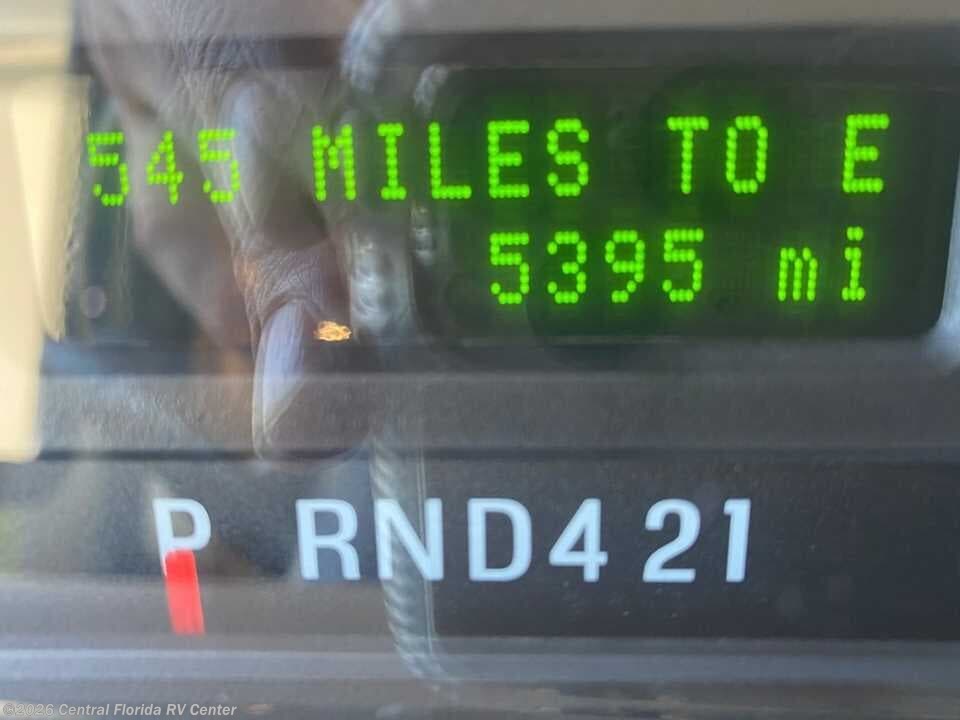 545 MILES TO E
5395 mi
P RND421
©2026 Central Florida RV Center